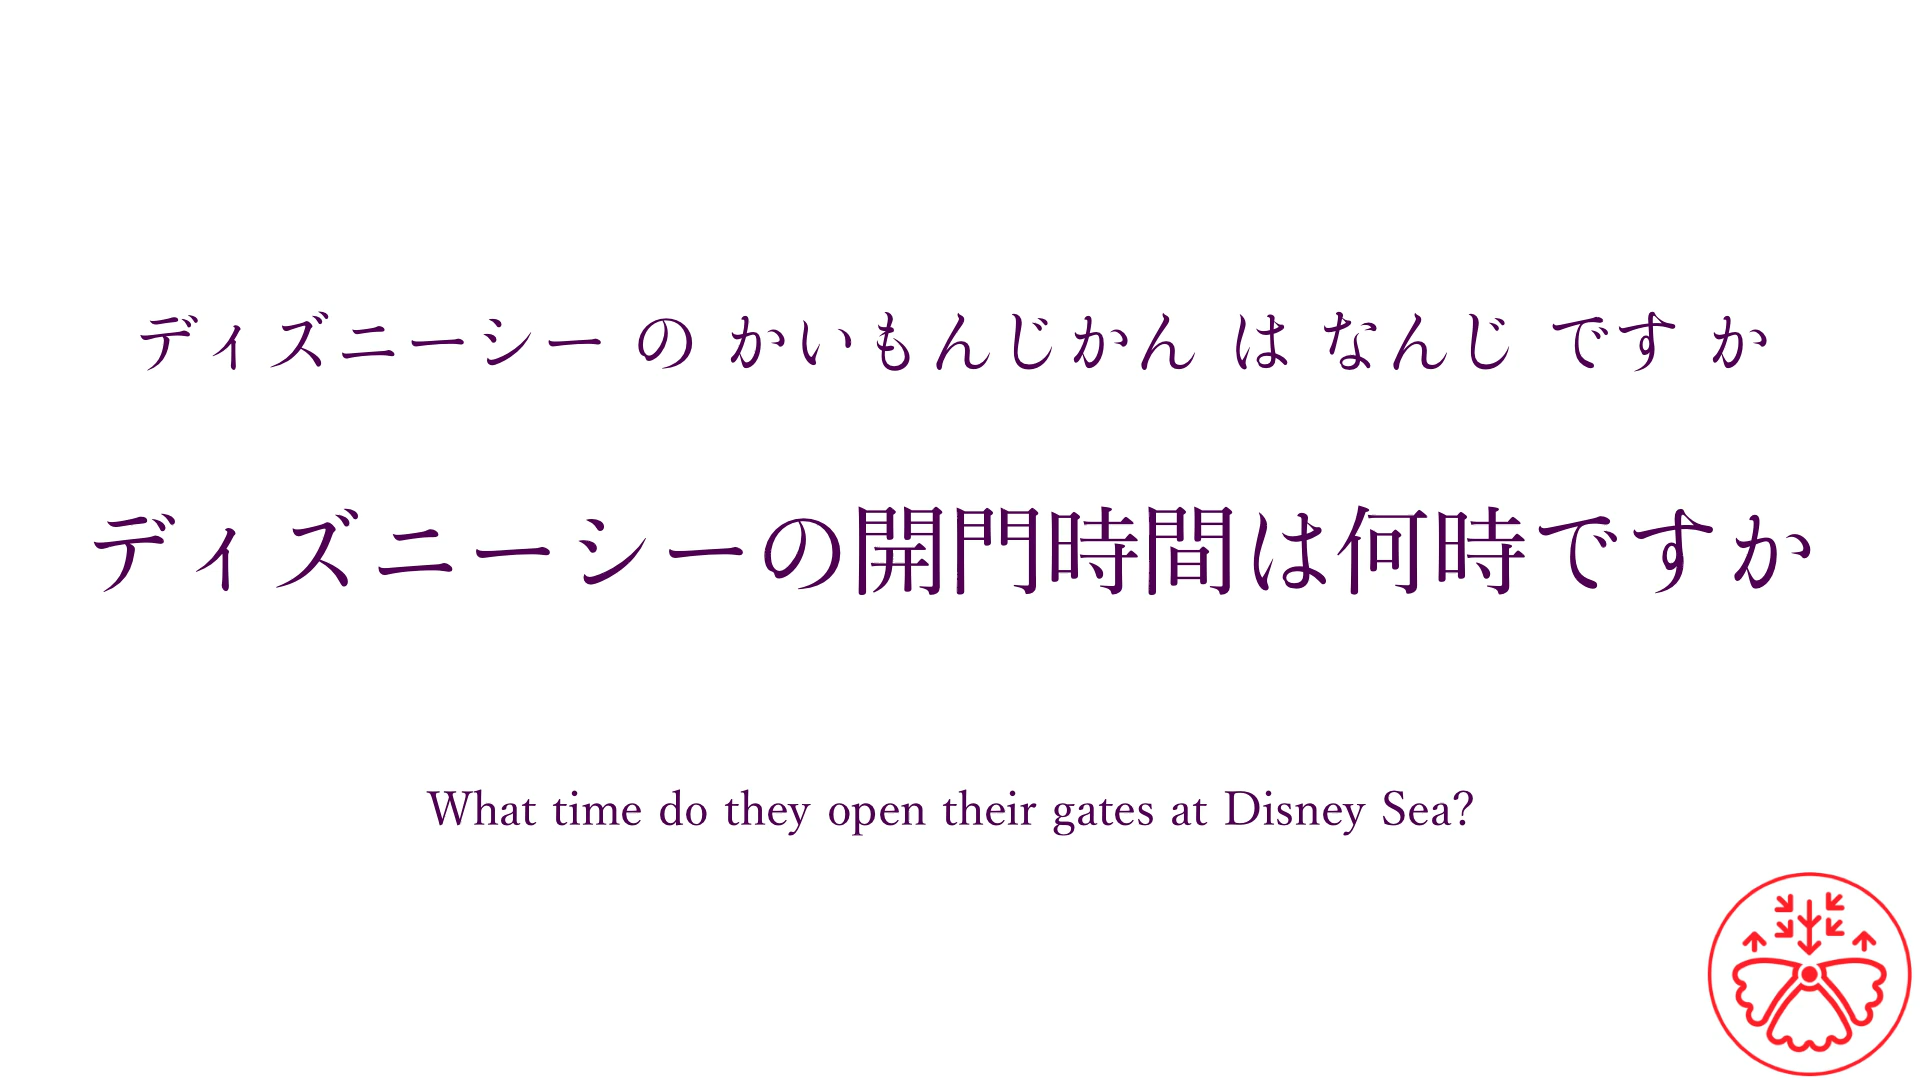 ディズニーシー の かいもんじかん は なんじ です か
ディズニーシーの開門時間は何時ですか
What time do they open their gates at Disney Sea?